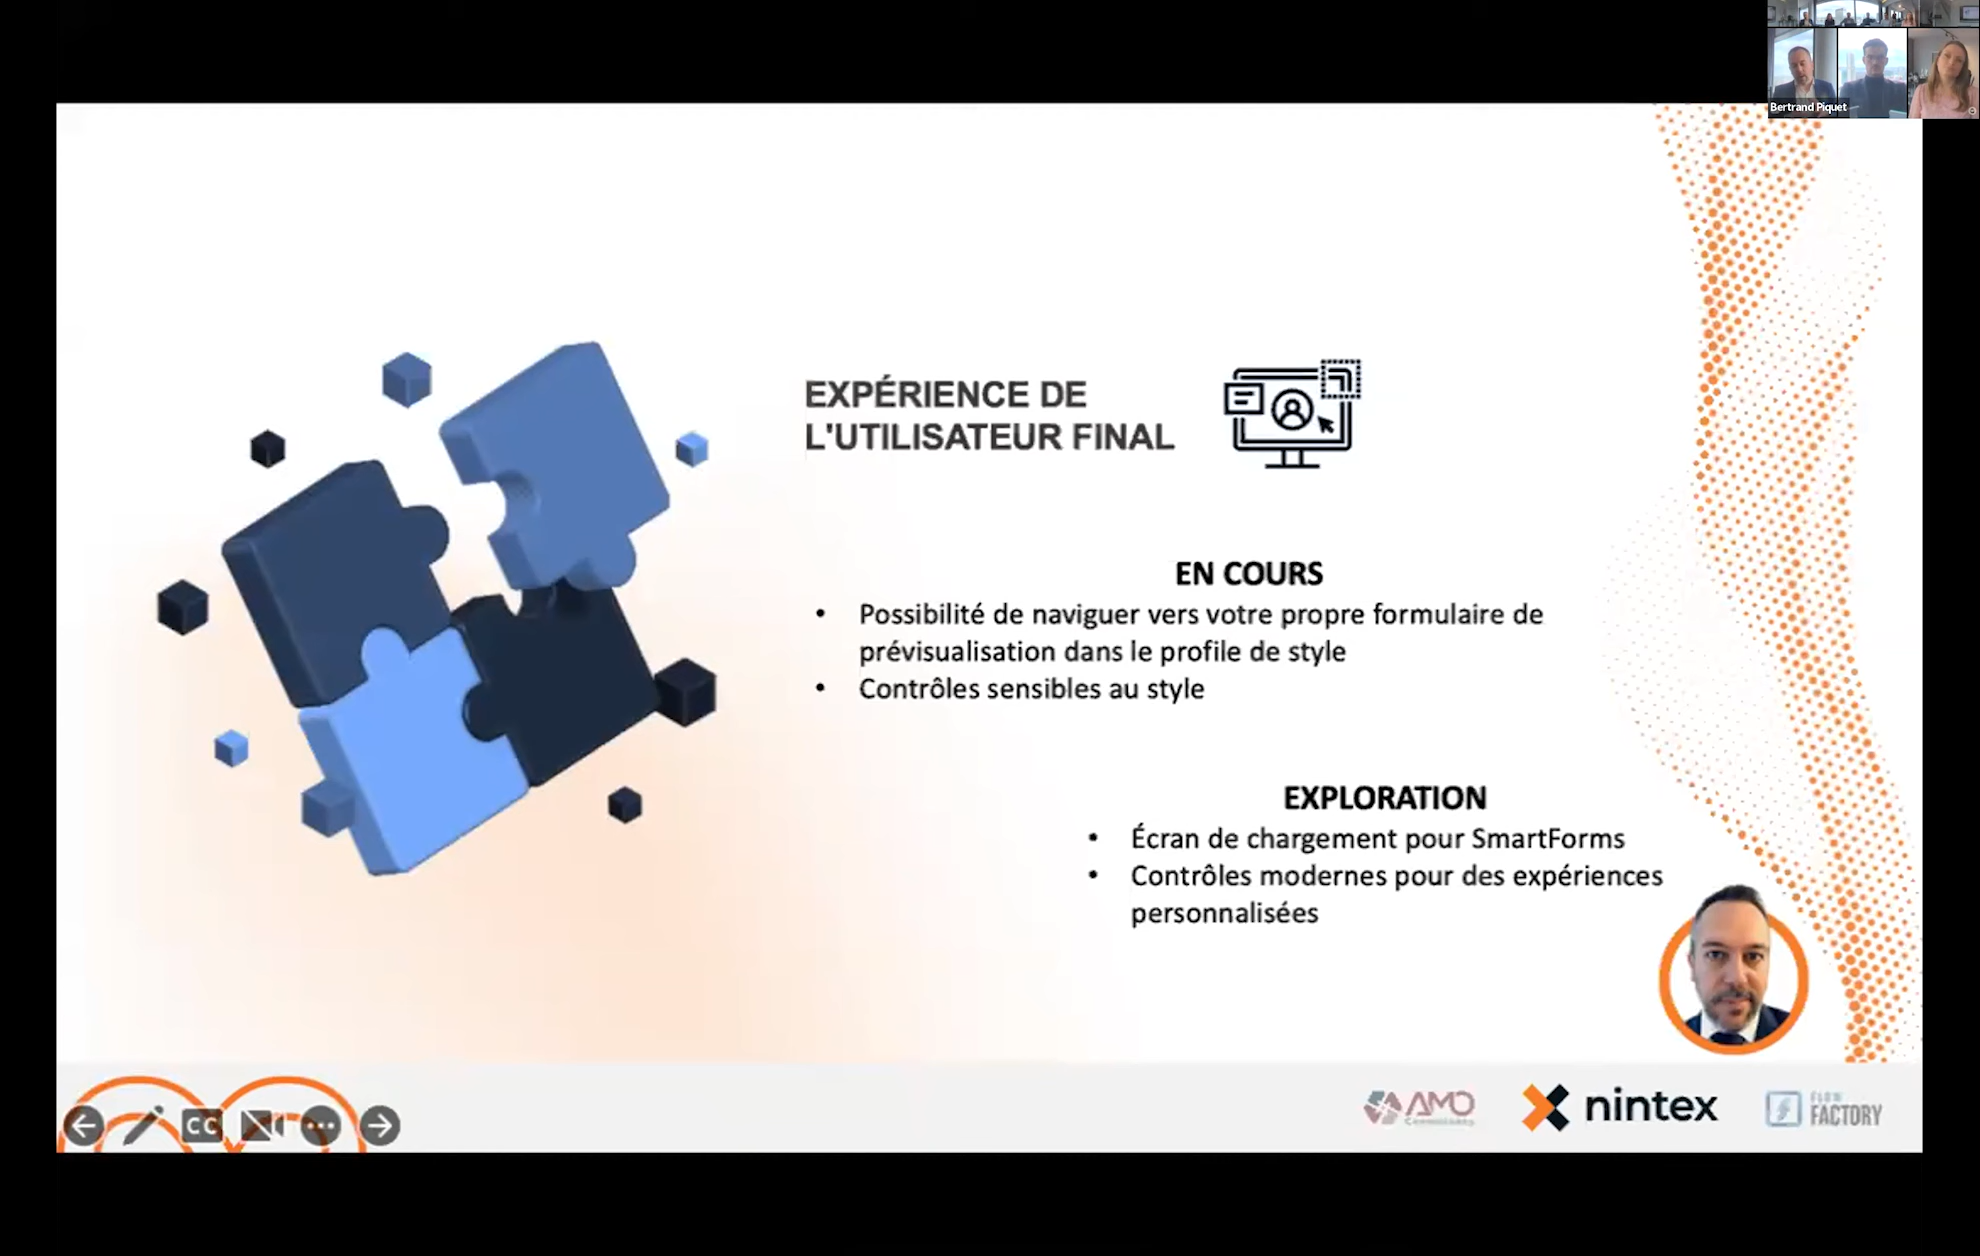 Bertrand Piquet
EXPÉRIENCE DE
L'UTILISATEUR FINAL
EN COURS
• Possibilité de naviguer vers votre propre formulaire de
prévisualisation dans le profile de style
• Contrôles sensibles au style
EXPLORATION
• Écran de chargement pour SmartForms
• Contrôles modernes pour des expériences
personnalisées
CC
AMO
Consultants
nintex
FLOW
FACTORY